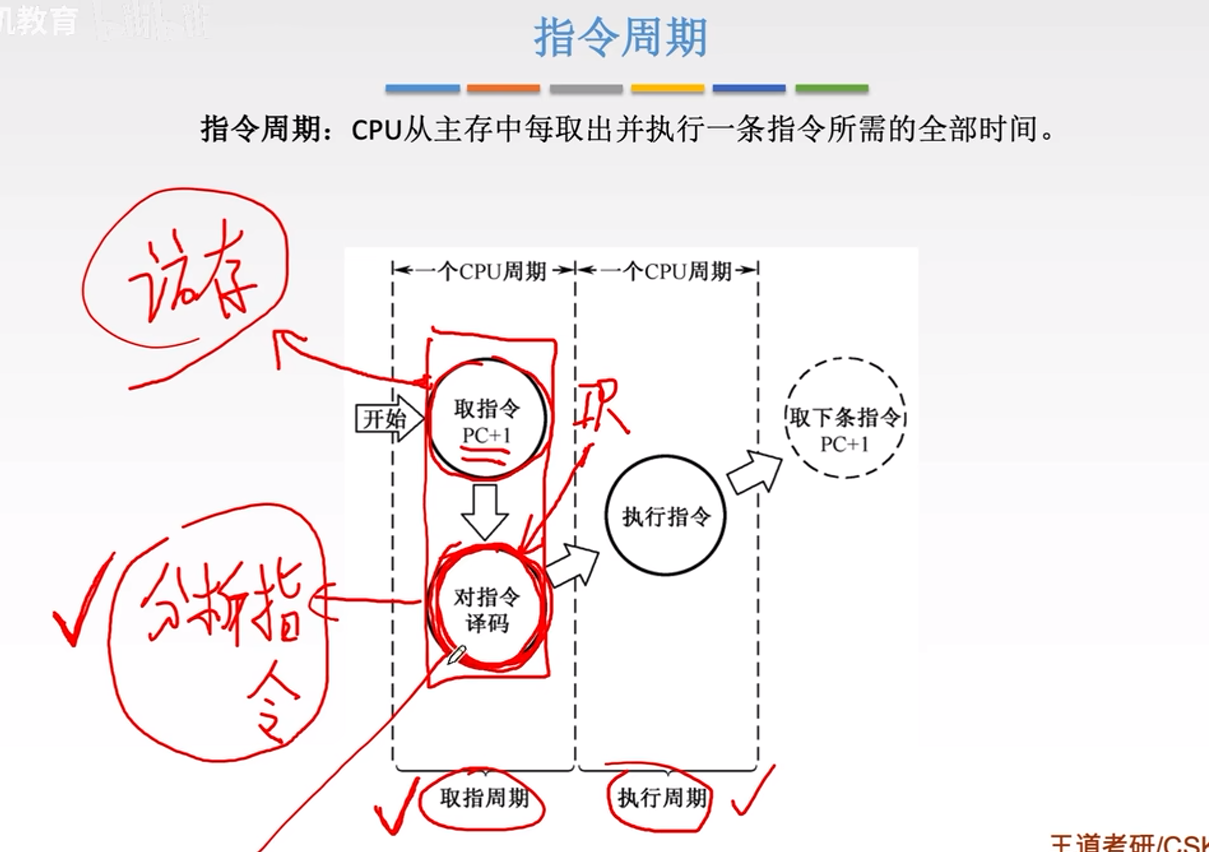 机教育
指令周期
指令周期：CPU从主存中每取出并执行一条指令所需的全部时间。
访存
一个CPU周期
一个CPU周期
开始
取指令
PC+1
IR
取下条指令
PC+1
执行指令
分析指
令
对指令
译码
取指周期
执行周期
王道考研/CSK